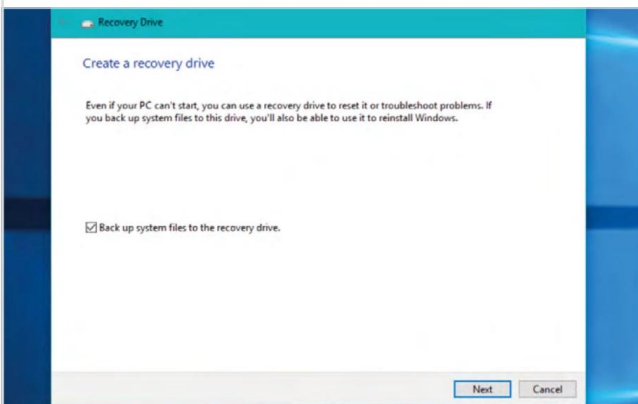 Recovery Drive
Create a recovery drive
Even if your PC can't start, you can use a recovery drive to reset it or troubleshoot problems. If
you back up system files to this drive, you'll also be able to use it to reinstall Windows.
Back up system files to the recovery drive.
Next Cancel